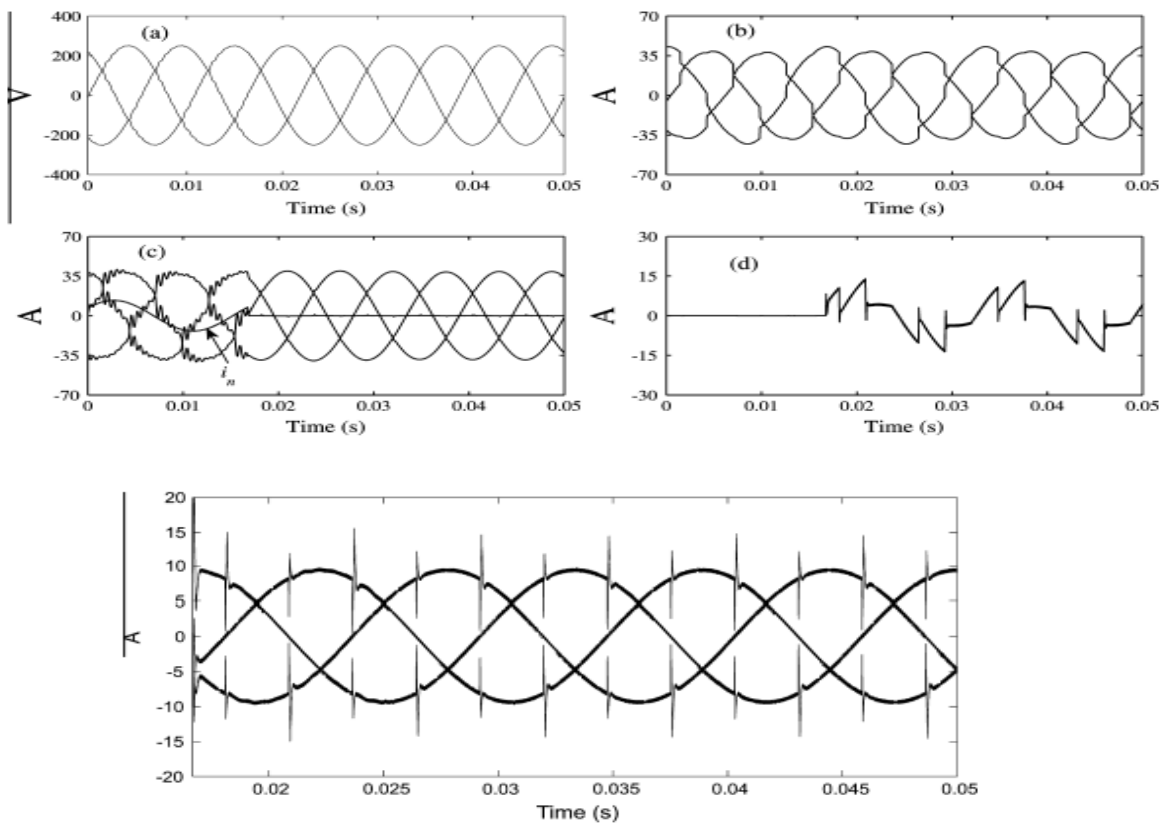 400 (a)
200
V 0
-200
-400
0 0.01 0.02 0.03 0.04 0.05
Time (s)
70 (b)
35
A 0
-35
-70
0 0.01 0.02 0.03 0.04 0.05
Time (s)
70 (c)
35
A 0
-35 in
-70
0 0.01 0.02 0.03 0.04 0.05
Time (s)
30 (d)
15
A 0
-15
-30
0 0.01 0.02 0.03 0.04 0.05
Time (s)
20
15
10
5
A 0
-5
-10
-15
-20
0.02 0.025 0.03 0.035 0.04 0.045 0.05
Time (s)